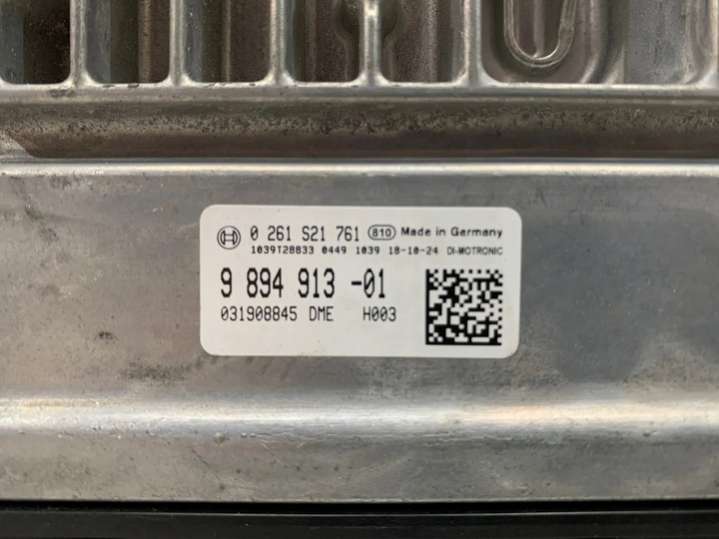 0 261 S21 761 810 Made in Germany
1039T28833 0449 1039 18-10-24 DI-MOTRONIC
9 894 913 -01
031908845 DME H003